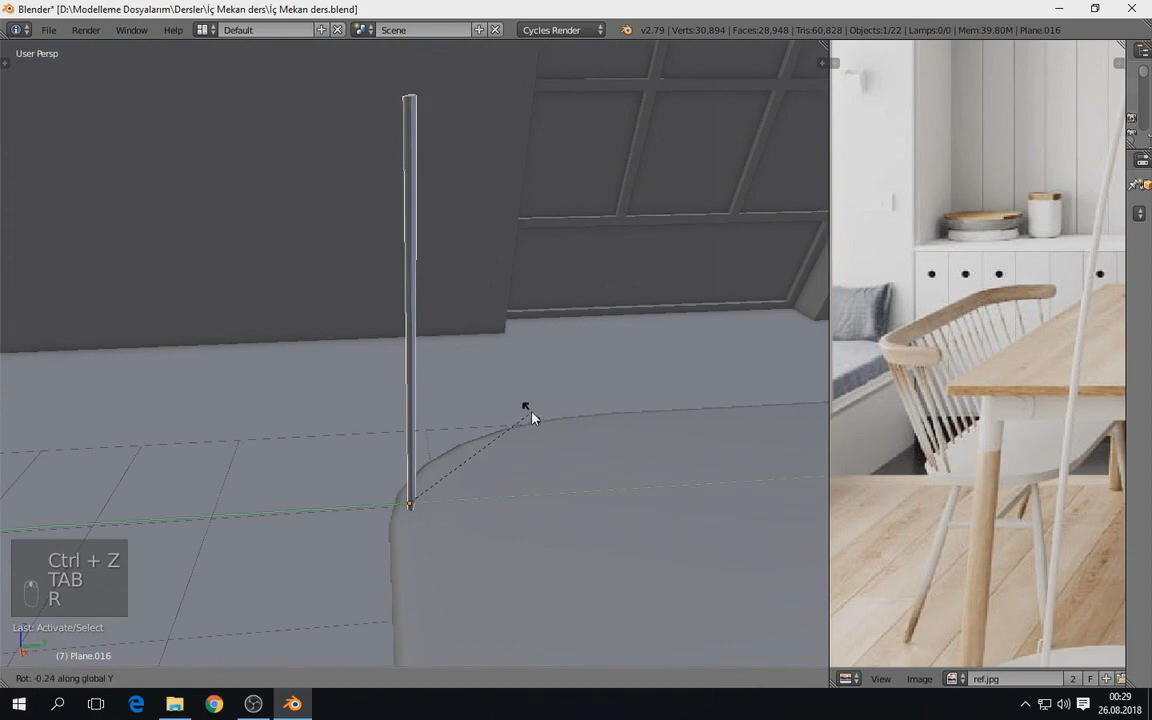 Blender* [D:\Modelleme Dosyalarım\Dersler\İç Mekan ders\İç Mekan ders.blend]
File Render Window Help Default Scene Cycles Render v2.79 | Verts:30,894 | Faces:28,948 | Tris:60,828 | Objects:1/22 | Lamps:0/0 | Mem:39.80M | Plane.016
User Persp
Ctrl + Z
TAB
R
Last: Activate/Select
(7) Plane.016
Rot: -0.24 along global Y
View Image ref.jpg 2 F
00:29
26.08.2018